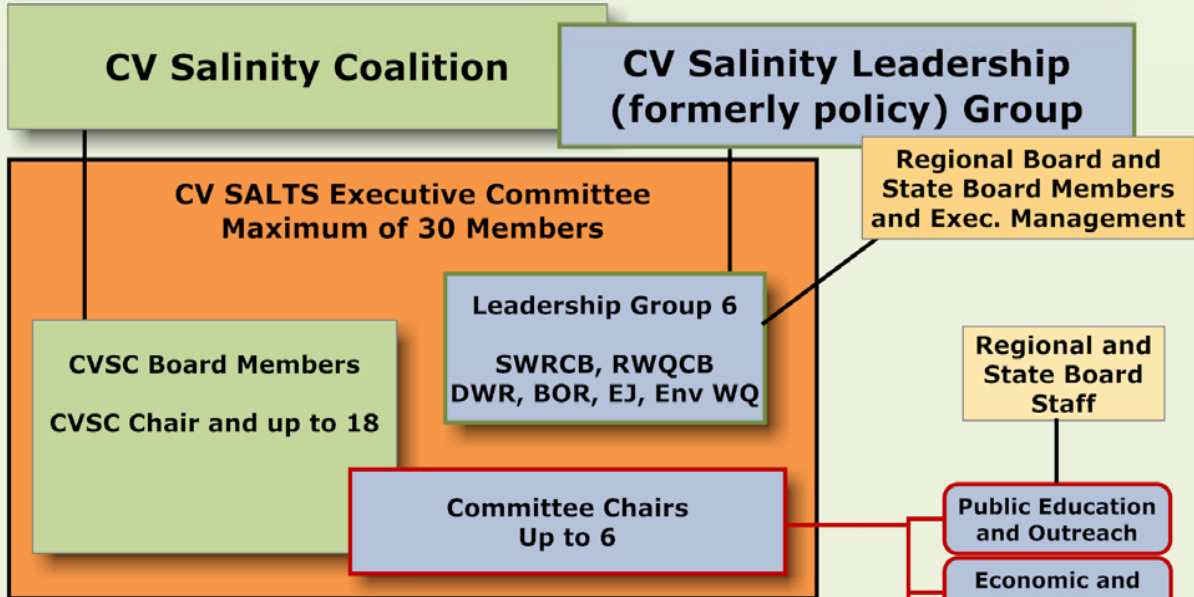 CV Salinity Coalition
CV Salinity Leadership
(formerly policy) Group
Regional Board and
State Board Members
and Exec. Management
CV SALTS Executive Committee
Maximum of 30 Members
Leadership Group 6
SWRCB, RWQCB
DWR, BOR, EJ, Env WQ
CVSC Board Members
CVSC Chair and up to 18
Regional and
State Board
Staff
Committee Chairs
Up to 6
Public Education
and Outreach
Economic and